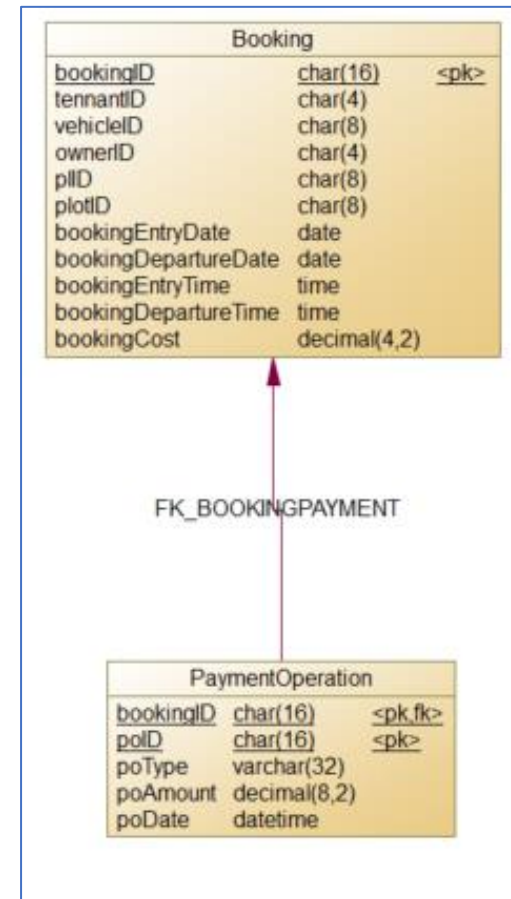 Booking
bookingID char(16) <pk>
tennantID char(4)
vehicleID char(8)
ownerID char(4)
pllID char(8)
plotID char(8)
bookingEntryDate date
bookingDepartureDate date
bookingEntryTime time
bookingDepartureTime time
bookingCost decimal(4,2)
FK_BOOKINGPAYMENT
PaymentOperation
bookingID char(16) <pk,fk>
poID char(16) <pk>
poType varchar(32)
poAmount decimal(8,2)
poDate datetime